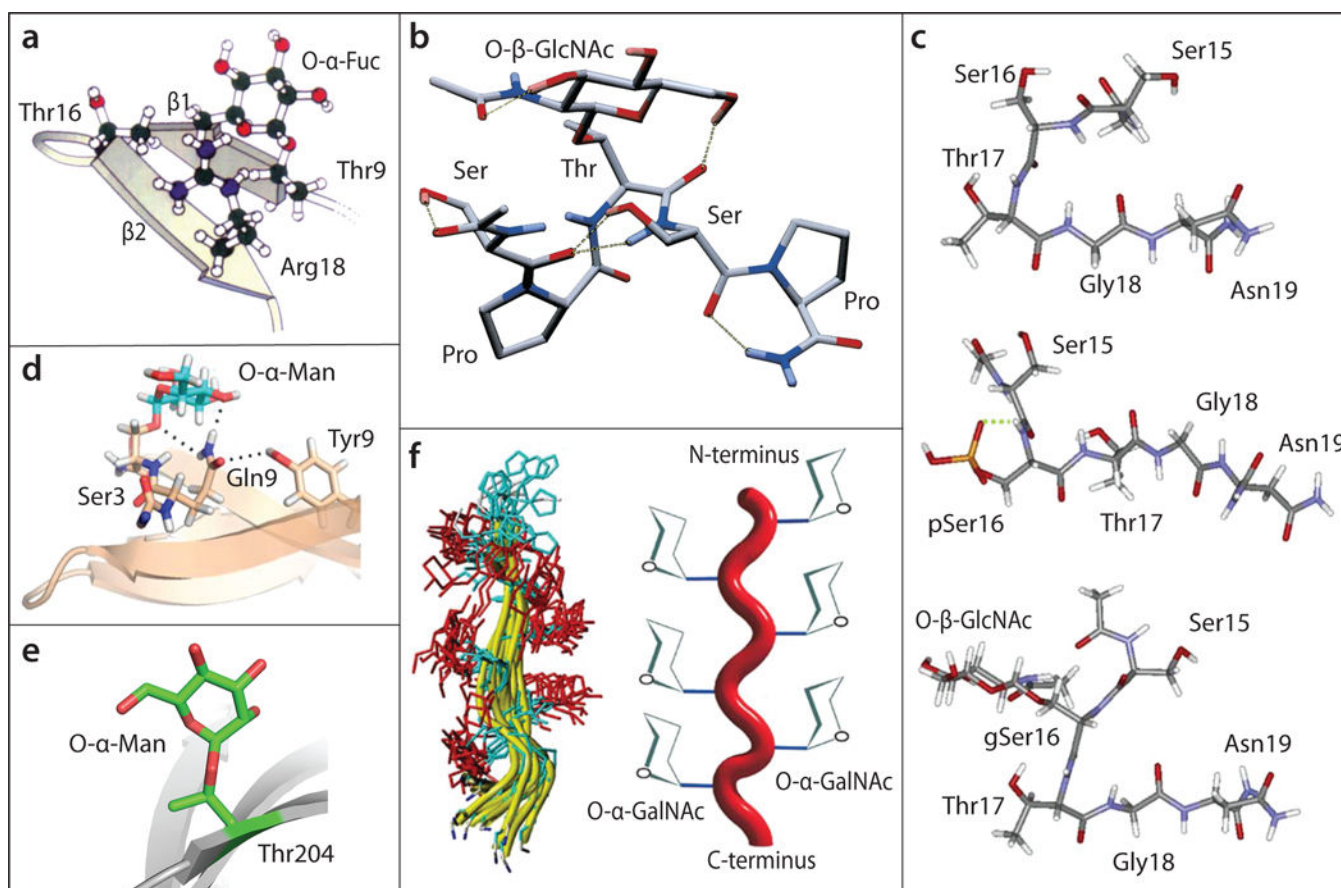 a
O-α-Fuc
Thr16
β1
Thr9
β2
Arg18
b
O-β-GlcNAc
Ser
Thr
Ser
Pro
Pro
c
Ser16
Ser15
Thr17
Gly18
Asn19
Ser15
Gly18
Asn19
pSer16
Thr17
O-β-GlcNAc
Ser15
gSer16
Asn19
Thr17
Gly18
d
O-α-Man
Tyr9
Gln9
Ser3
e
O-α-Man
Thr204
f
N-terminus
O
O
O
O
O
O
O-α-GalNAc
O-α-GalNAc
C-terminus